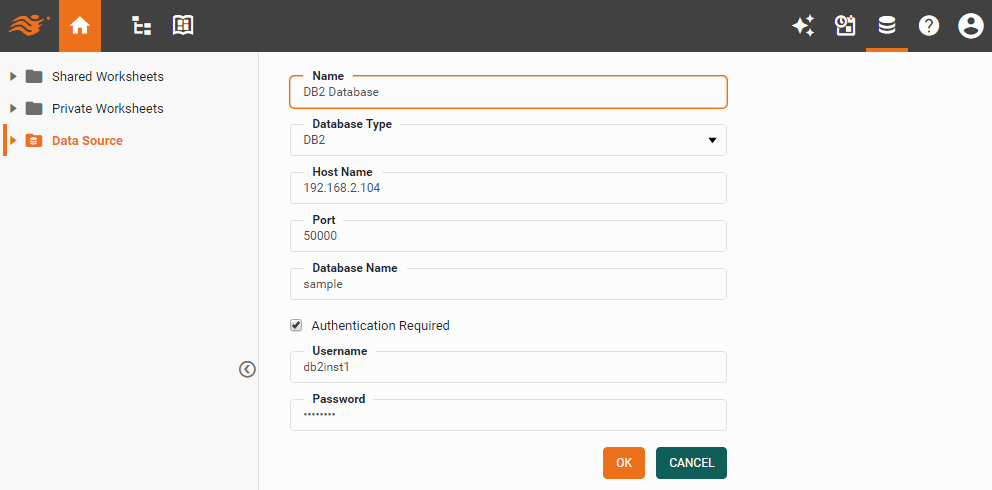 Shared Worksheets
Private Worksheets
Data Source
Name
DB2 Database
Database Type
DB2
Host Name
192.168.2.104
Port
50000
Database Name
sample
Authentication Required
Username
db2inst1
Password
••••••••
OK
CANCEL